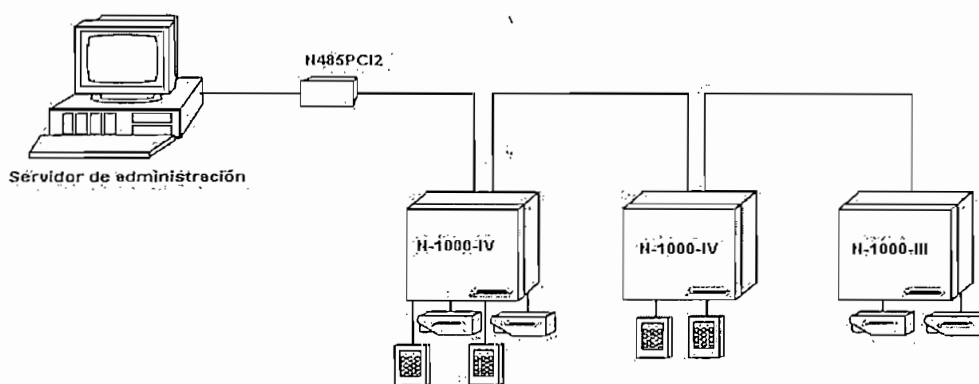 N485PCI2
Servidor de administración
N-1000-IV
N-1000-IV
N-1000-III